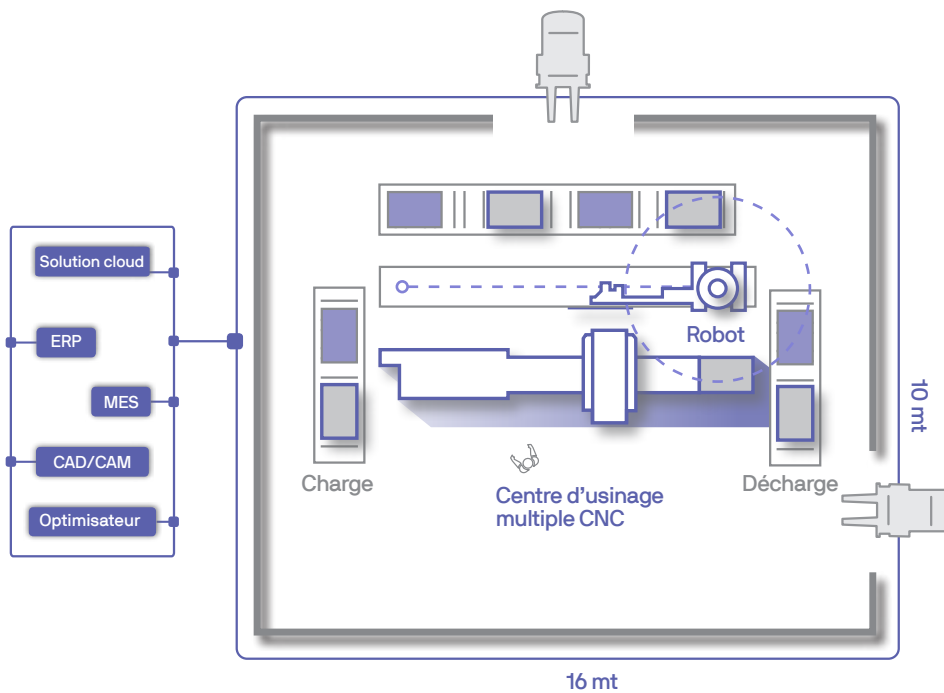 Solution cloud
ERP
MES
CAD/CAM
Optimisateur
Robot
Charge
Centre d'usinage
multiple CNC
Décharge
10 mt
16 mt